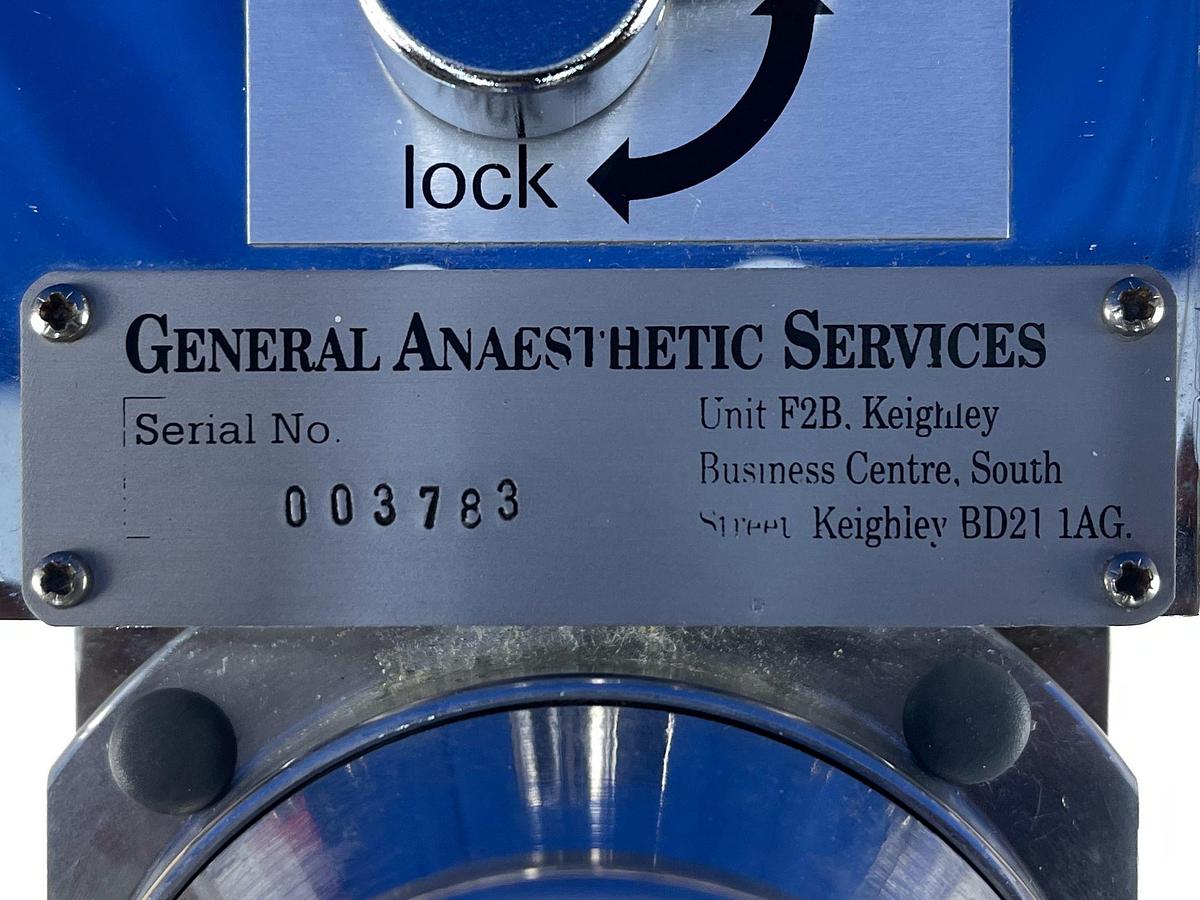 lock
GENERAL ANAESTHETIC SERVICES
Serial No.
003783
Unit F2B, Keighley
Business Centre, South
Street Keighley BD21 1AG.